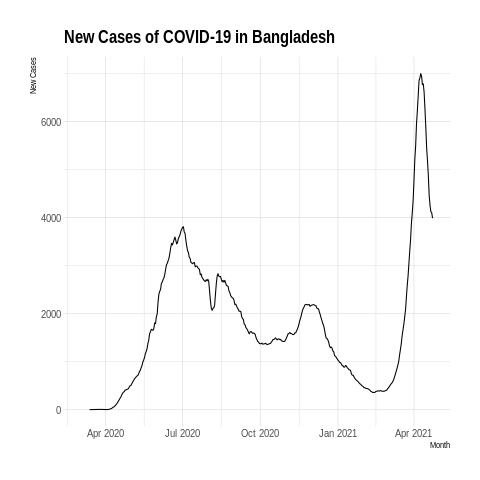 New Cases of COVID-19 in Bangladesh
New Cases
6000
4000
2000
0
Apr 2020 Jul 2020 Oct 2020 Jan 2021 Apr 2021
Month